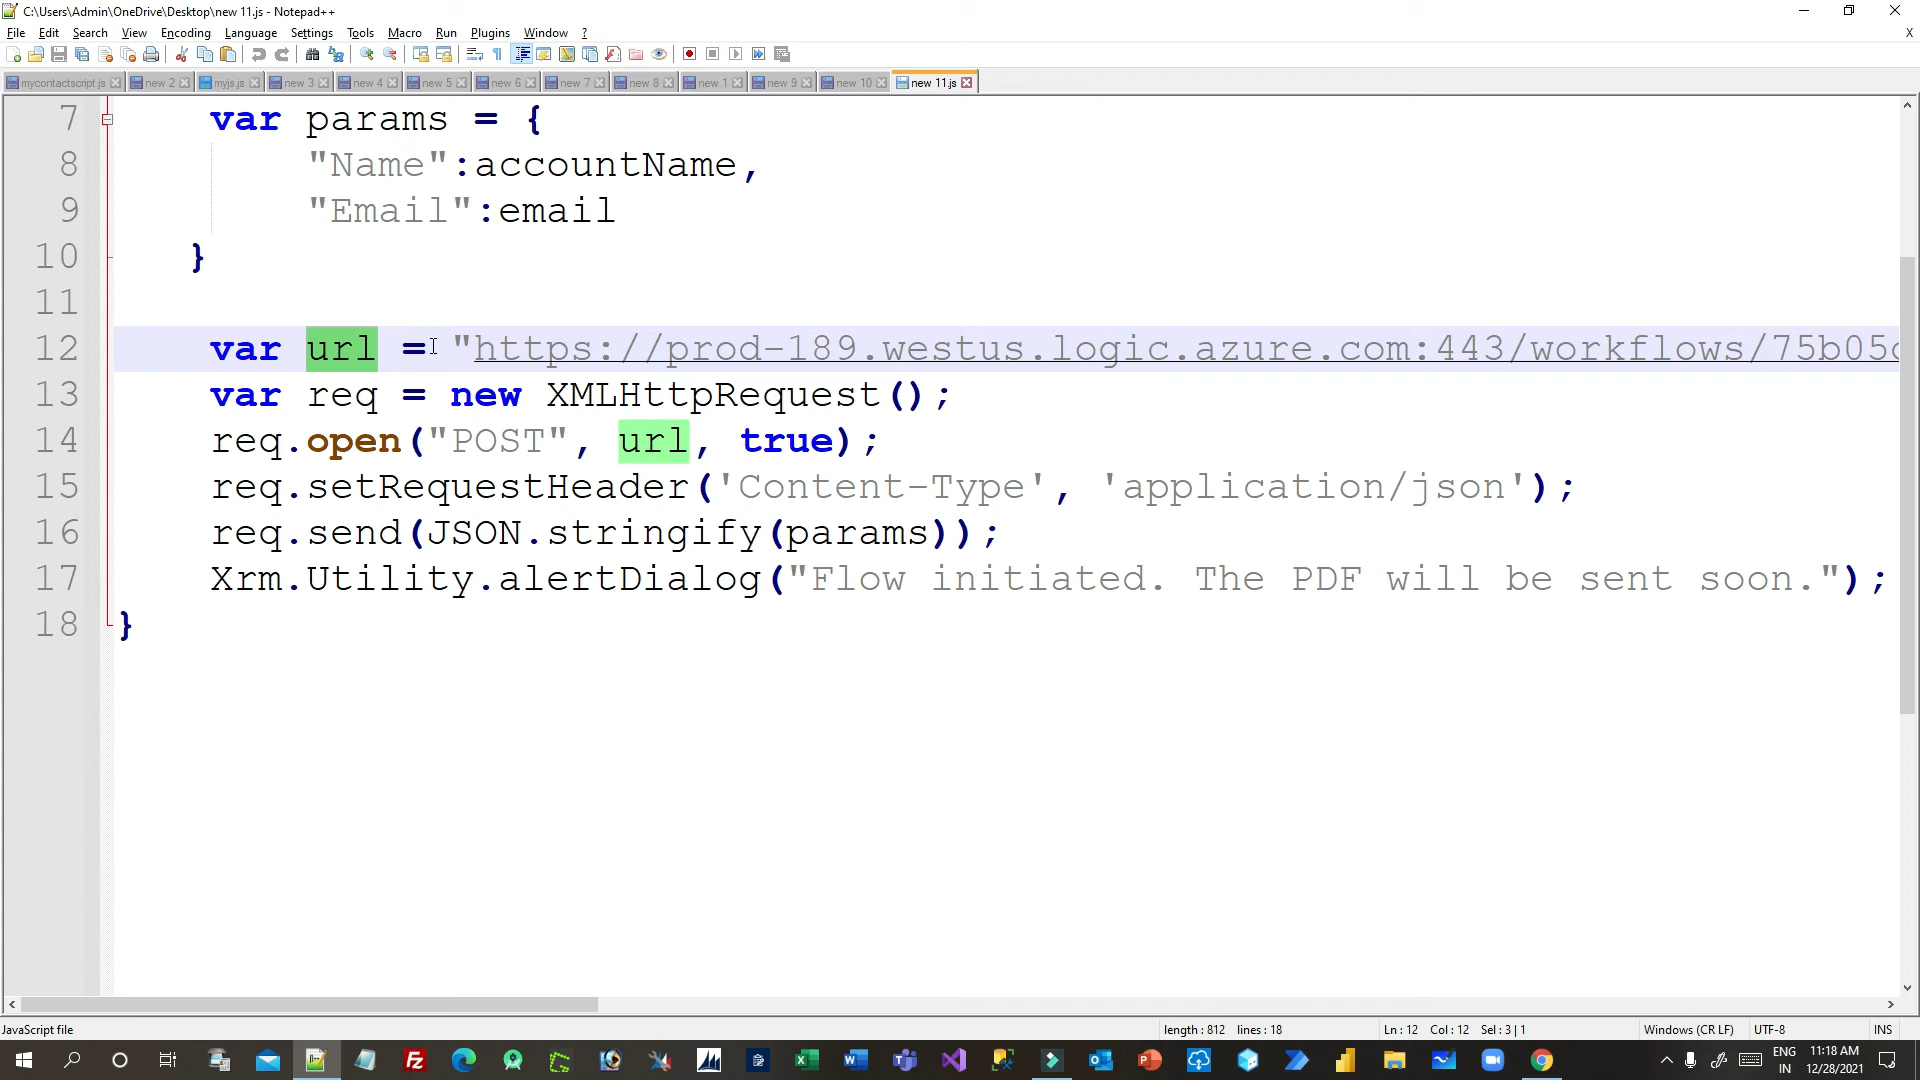 C:\Users\Admin\OneDrive\Desktop\new 11.js - Notepad++
File Edit Search View Encoding Language Settings Tools Macro Run Plugins Window ? X
mycontactscript.js new 2 myjs.js new 3 new 4 new 5 new 6 new 7 new 8 new 1 new 9 new 10 new 11.js
7 var params = {
8 "Name":accountName,
9 "Email":email
10 }
11
12 var url = "https://prod-189.westus.logic.azure.com:443/workflows/75b05
13 var req = new XMLHttpRequest();
14 req.open("POST", url, true);
15 req.setRequestHeader('Content-Type', 'application/json');
16 req.send(JSON.stringify(params));
17 Xrm.Utility.alertDialog("Flow initiated. The PDF will be sent soon.");
18 }
JavaScript file length : 812 lines : 18 Ln : 12 Col : 12 Sel : 3 | 1 Windows (CR LF) UTF-8 INS
ENG 11:18 AM
IN 12/28/2021